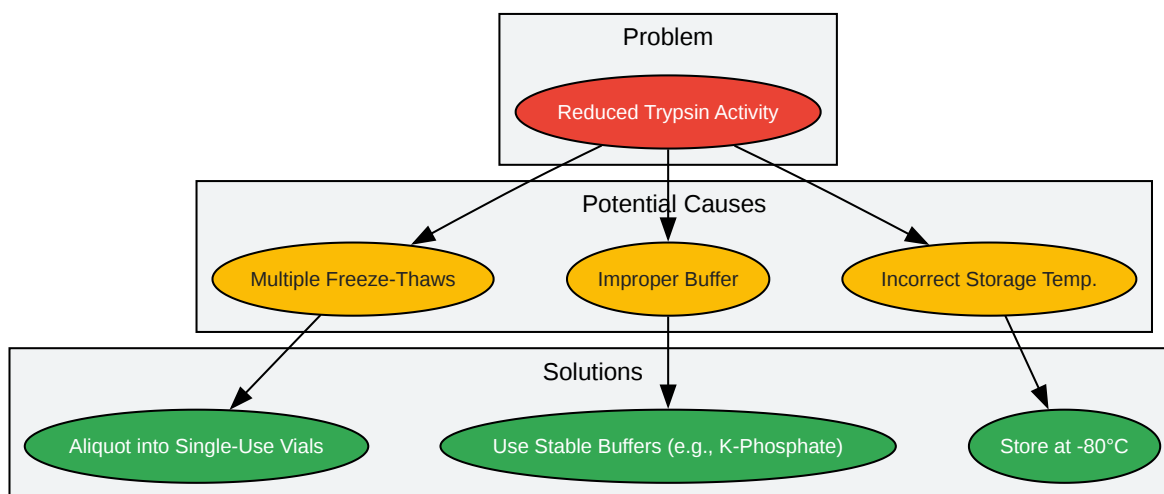 Problem
Reduced Trypsin Activity
Potential Causes
Multiple Freeze-Thaws
Improper Buffer
Incorrect Storage Temp.
Solutions
Aliquot into Single-Use Vials
Use Stable Buffers (e.g., K-Phosphate)
Store at -80°C